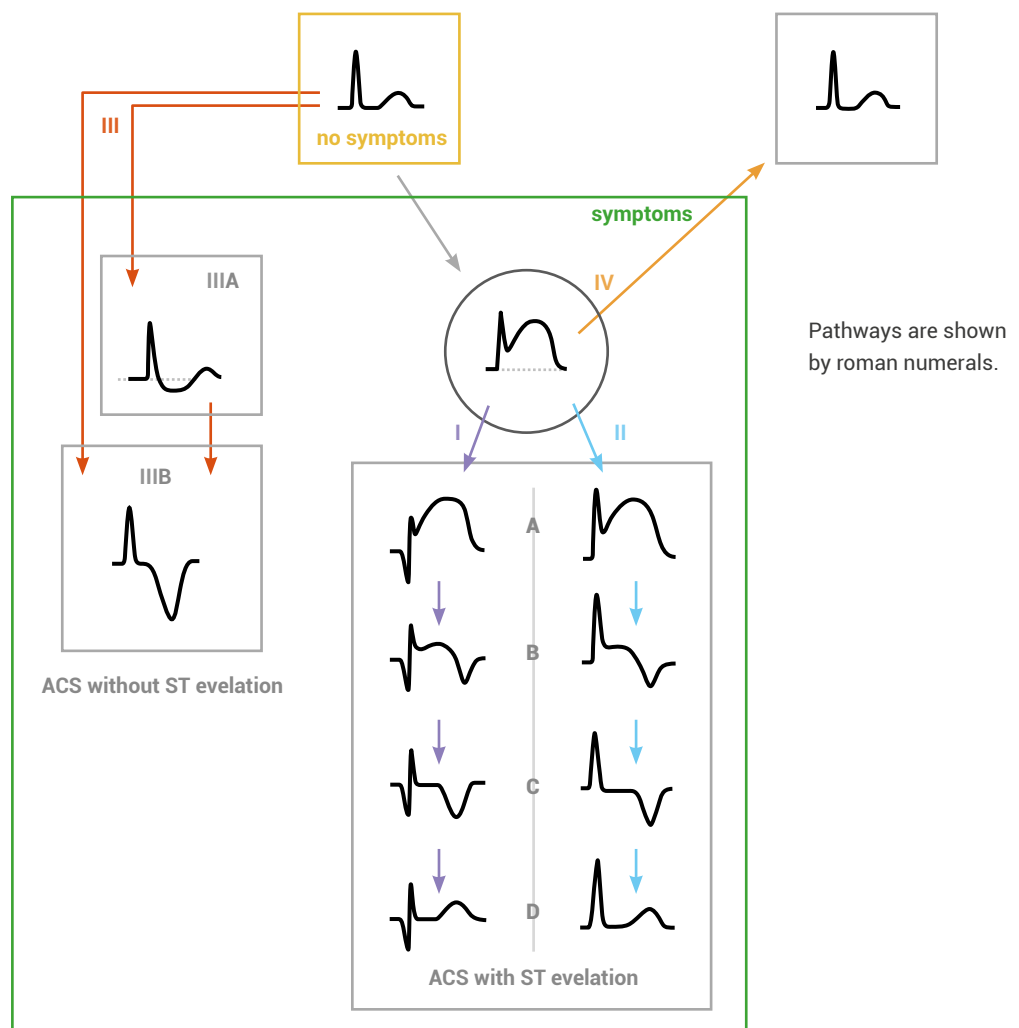 III
no symptoms
symptoms
IIIA
IV
Pathways are shown
by roman numerals.
I
II
IIIB
A
B
ACS without ST evelation
C
D
ACS with ST evelation